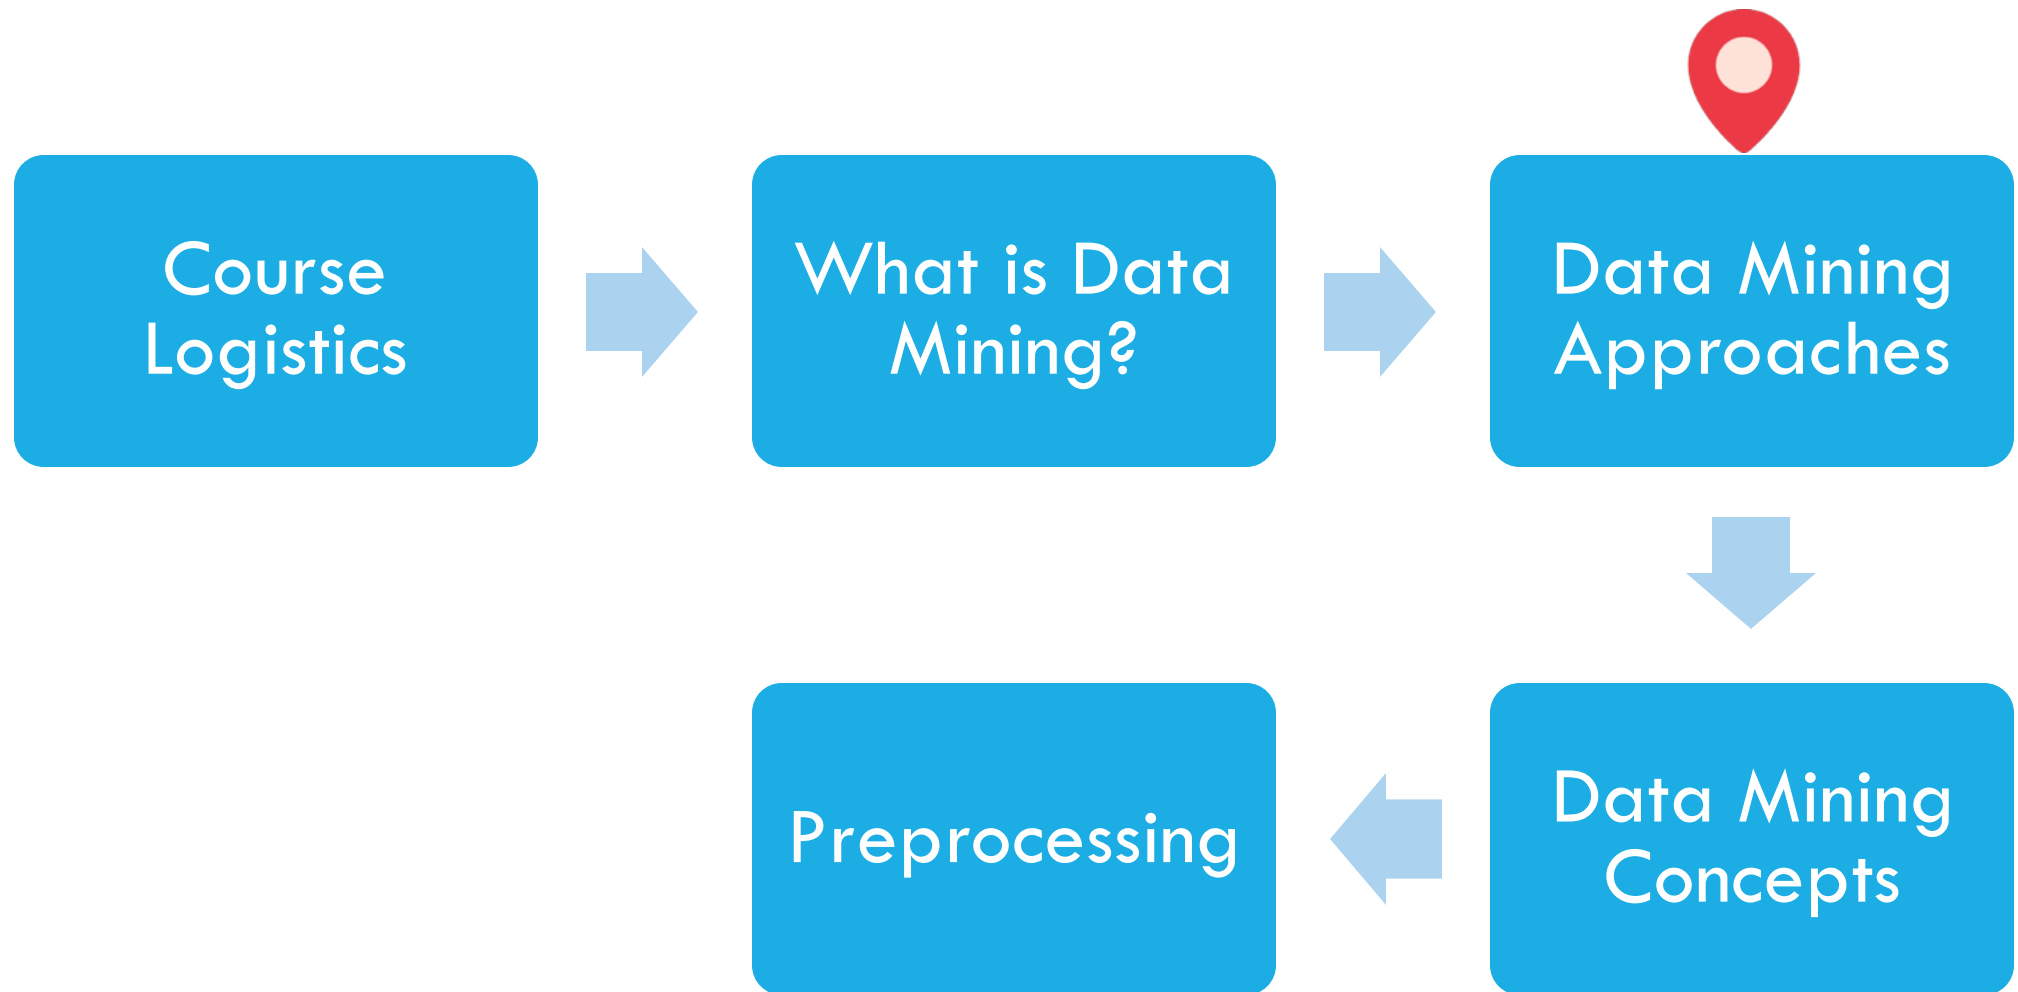 Course
Logistics
What is Data
Mining?
Data Mining
Approaches
Data Mining
Concepts
Preprocessing